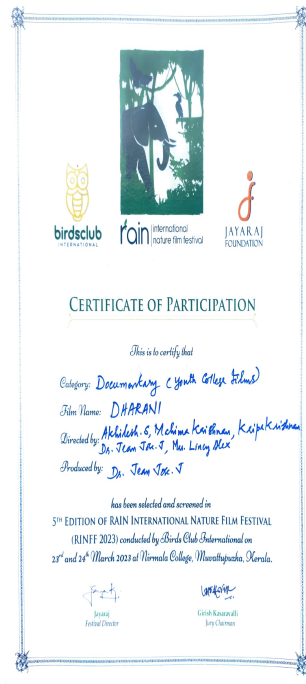 birdsclub
INTERNATIONAL
rain international
nature film festival
JAYARAJ
FOUNDATION
CERTIFICATE OF PARTICIPATION
This is to certify that
Category: Documentary (Youth College Films)
Film Name: DHARANI
Directed by: Akhilesh. S, Mahima Krishnan, Kripa Krishnan
Dr. Jean Jos. J, Mrs. Lincy Alex
Produced by: Dr. Jean Jos. J
has been selected and screened in
5TH EDITION OF RAIN INTERNATIONAL NATURE FILM FESTIVAL
(RINFF 2023) conducted by Birds Club International on
23rd and 24th March 2023 at Nirmala College, Muvattupuzha, Kerala.
Jayaraj
Festival Director
Girish Kasaravalli
Jury Chairman